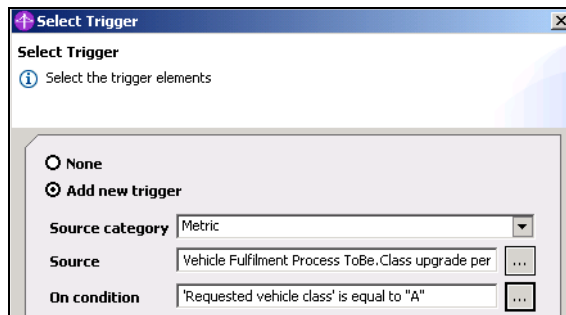 Select Trigger
Select Trigger
Select the trigger elements
None
Add new trigger
Source category Metric
Source Vehicle Fulfilment Process ToBe.Class upgrade per ...
On condition 'Requested vehicle class' is equal to "A" ...